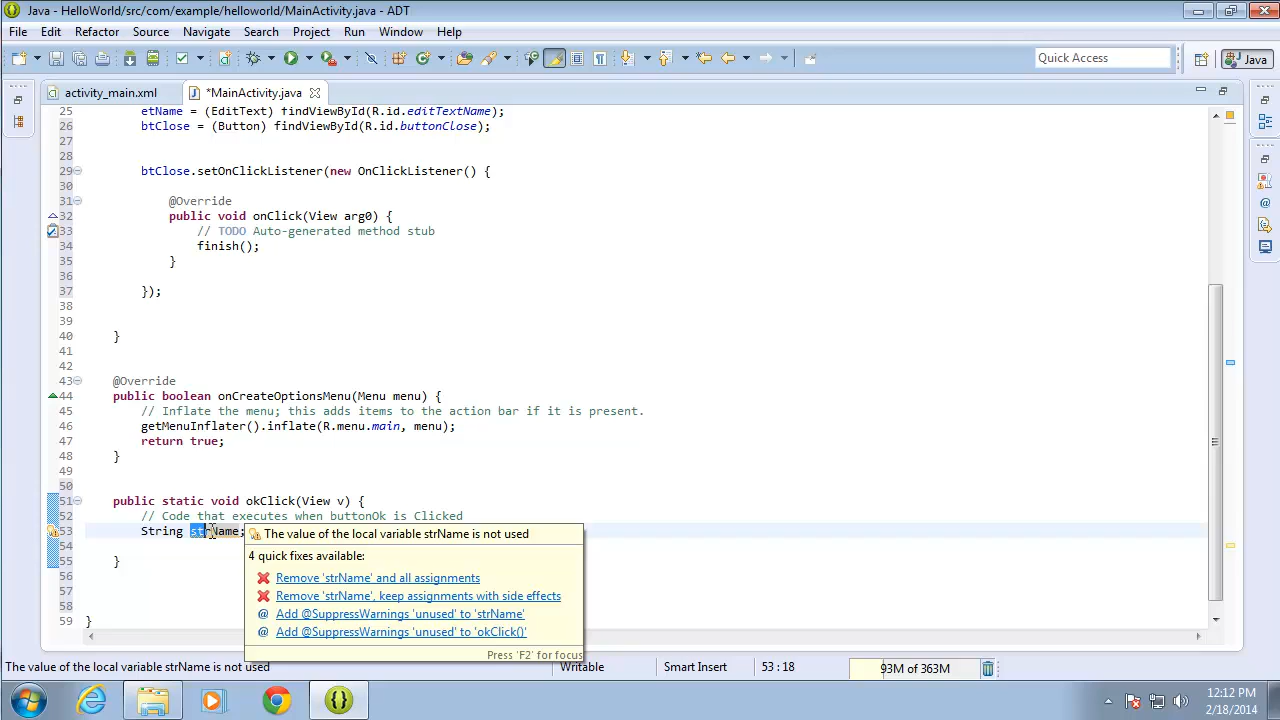 Java - HelloWorld/src/com/example/helloworld/MainActivity.java - ADT
File Edit Refactor Source Navigate Search Project Run Window Help
Quick Access
Java
activity_main.xml
*MainActivity.java
25 etName = (EditText) findViewById(R.id.editTextName);
26 btClose = (Button) findViewById(R.id.buttonClose);
27
28
29 btClose.setOnClickListener(new OnClickListener() {
30
31 @Override
32 public void onClick(View arg0) {
33 // TODO Auto-generated method stub
34 finish();
35 }
36
37 });
38
39
40 }
41
42
43 @Override
44 public boolean onCreateOptionsMenu(Menu menu) {
45 // Inflate the menu; this adds items to the action bar if it is present.
46 getMenuInflater().inflate(R.menu.main, menu);
47 return true;
48 }
49
50
51 public static void okClick(View v) {
52 // Code that executes when buttonOk is Clicked
53 String strName;
54
55 }
56
57
58
59 }
The value of the local variable strName is not used
4 quick fixes available:
Remove 'strName' and all assignments
Remove 'strName', keep assignments with side effects
@ Add @SuppressWarnings 'unused' to 'strName'
@ Add @SuppressWarnings 'unused' to 'okClick()'
Press 'F2' for focus
The value of the local variable strName is not used
Writable
Smart Insert
53 : 18
93M of 363M
12:12 PM
2/18/2014